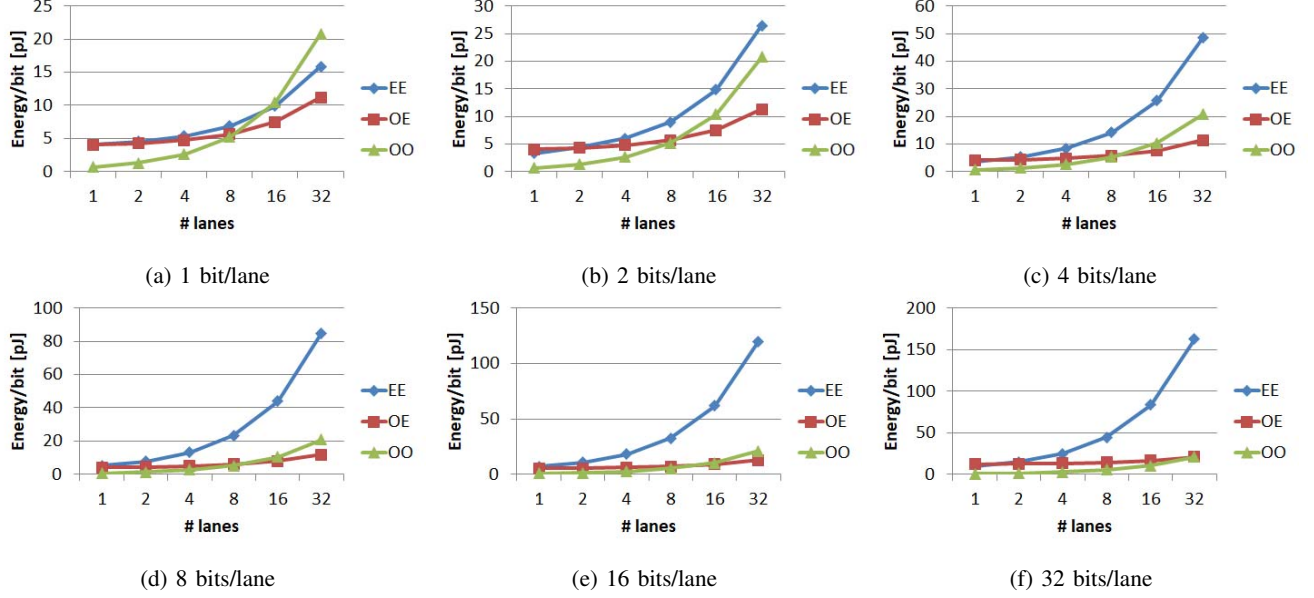 Energy/bit [pJ]
25
20
15
10
5
0
1 2 4 8 16 32
# lanes
EE
OE
OO
(a) 1 bit/lane
Energy/bit [pJ]
30
25
20
15
10
5
0
1 2 4 8 16 32
# lanes
EE
OE
OO
(b) 2 bits/lane
Energy/bit [pJ]
60
50
40
30
20
10
0
1 2 4 8 16 32
# lanes
EE
OE
OO
(c) 4 bits/lane
Energy/bit [pJ]
100
80
60
40
20
0
1 2 4 8 16 32
# lanes
EE
OE
OO
(d) 8 bits/lane
Energy/bit [pJ]
150
100
50
0
1 2 4 8 16 32
# lanes
EE
OE
OO
(e) 16 bits/lane
Energy/bit [pJ]
200
150
100
50
0
1 2 4 8 16 32
# lanes
EE
OE
OO
(f) 32 bits/lane